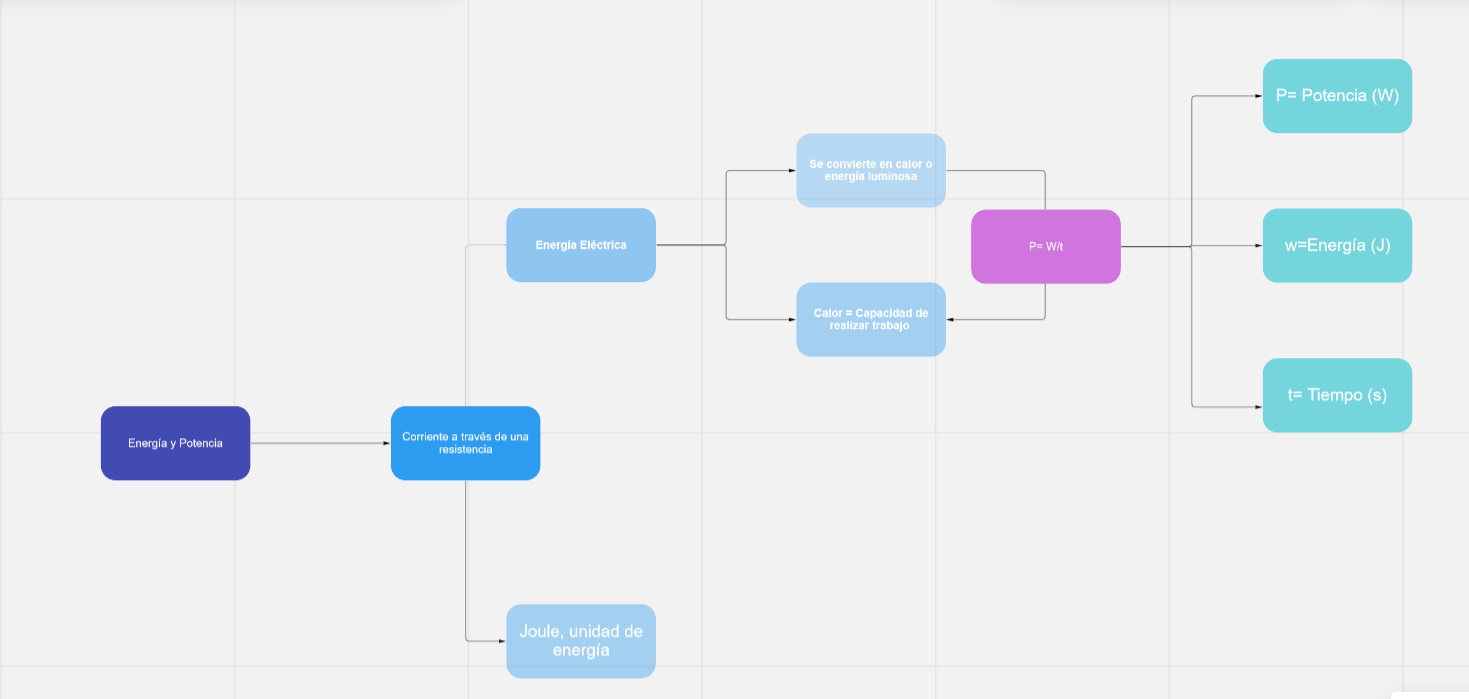 Energía y Potencia
Corriente a través de una
resistencia
Energía Eléctrica
Joule, unidad de
energía
Se convierte en calor o
energía luminosa
Calor = Capacidad de
realizar trabajo
P= W/t
P= Potencia (W)
w=Energía (J)
t= Tiempo (s)